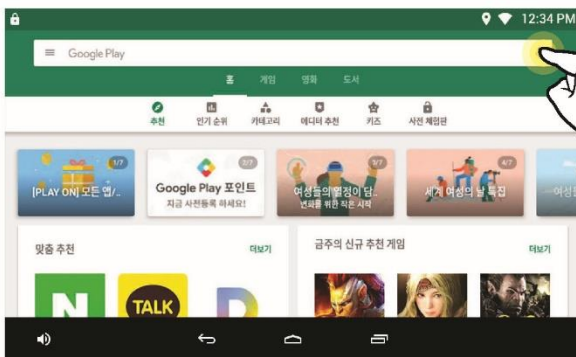 12:34 PM
Google Play
홈 게임 영화 도서
추천 인기 순위 카테고리 에디터 추천 키즈 사전 체험판
1/7 2/7 3/7 4/7
[PLAY ON] 모든 앱/..
Google Play 포인트
지금 사전등록 하세요!
여성들의 열정이 담..
변화를 위한 작은 시작
세계 여성의 날 특집
여성
맞춤 추천 더보기
금주의 신규 추천 게임 더보기
N
TALK